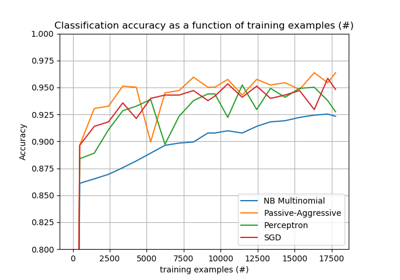 Classification accuracy as a function of training examples (#)
1.000
0.975
0.950
0.925
0.900
0.875
0.850
0.825
0.800
Accuracy
NB Multinomial
Passive-Aggressive
Perceptron
SGD
0 2500 5000 7500 10000 12500 15000 17500
training examples (#)